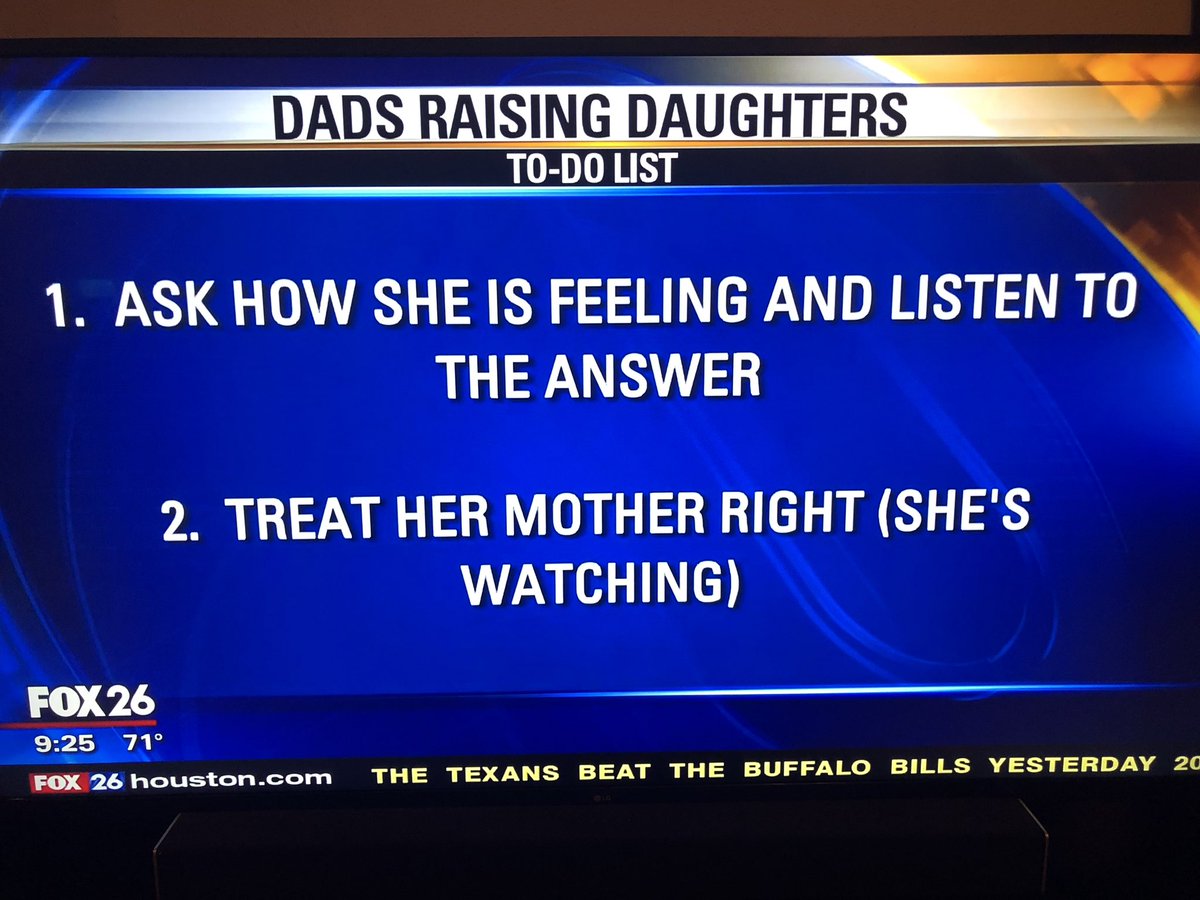 DADS RAISING DAUGHTERS
TO-DO LIST
1. ASK HOW SHE IS FEELING AND LISTEN TO
THE ANSWER
2. TREAT HER MOTHER RIGHT (SHE'S
WATCHING)
FOX 26
9:25 71°
FOX 26 houston.com THE TEXANS BEAT THE BUFFALO BILLS YESTERDAY 20
LG